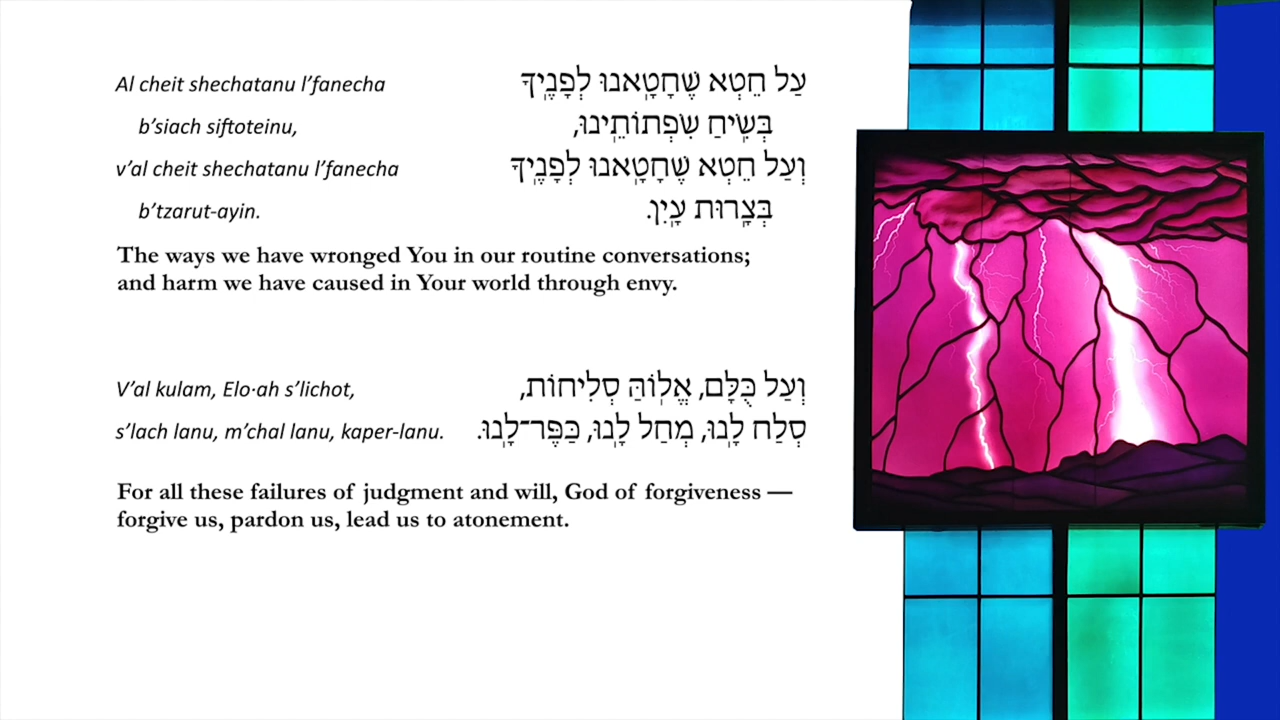 Al cheit shechatanu l’fanecha
עַל חֵטְא שֶׁחָטָֽאנוּ לְפָנֶֽיךָ
b’siach siftoteinu,
בְּשִֽׂיחַ שִׂפְתוֹתֵֽינוּ,
v’al cheit shechatanu l’fanecha
וְעַל חֵטְא שֶׁחָטָֽאנוּ לְפָנֶֽיךָ
b’tzarut-ayin.
בְּצָרוּת עָֽיִן.
The ways we have wronged You in our routine conversations;
and harm we have caused in Your world through envy.
V’al kulam, Elo·ah s’lichot,
וְעַל כֻּלָּם, אֱלֽוֹהַּ סְלִיחוֹת,
s’lach lanu, m’chal lanu, kaper-lanu.
סְלַח לָֽנוּ, מְחַל לָֽנוּ, כַּפֶּר־לָֽנוּ.
For all these failures of judgment and will, God of forgiveness —
forgive us, pardon us, lead us to atonement.